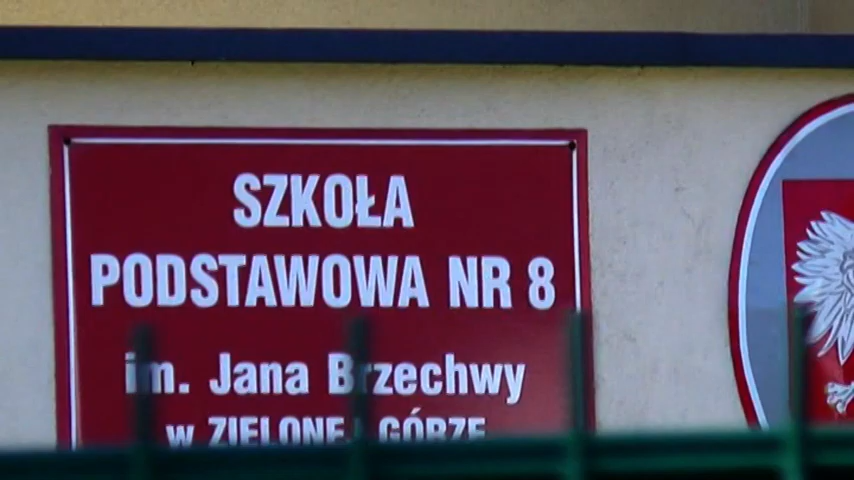 SZKOŁA
PODSTAWOWA NR 8
im. Jana Brzechwy
w ZIELONEJ GÓRZE